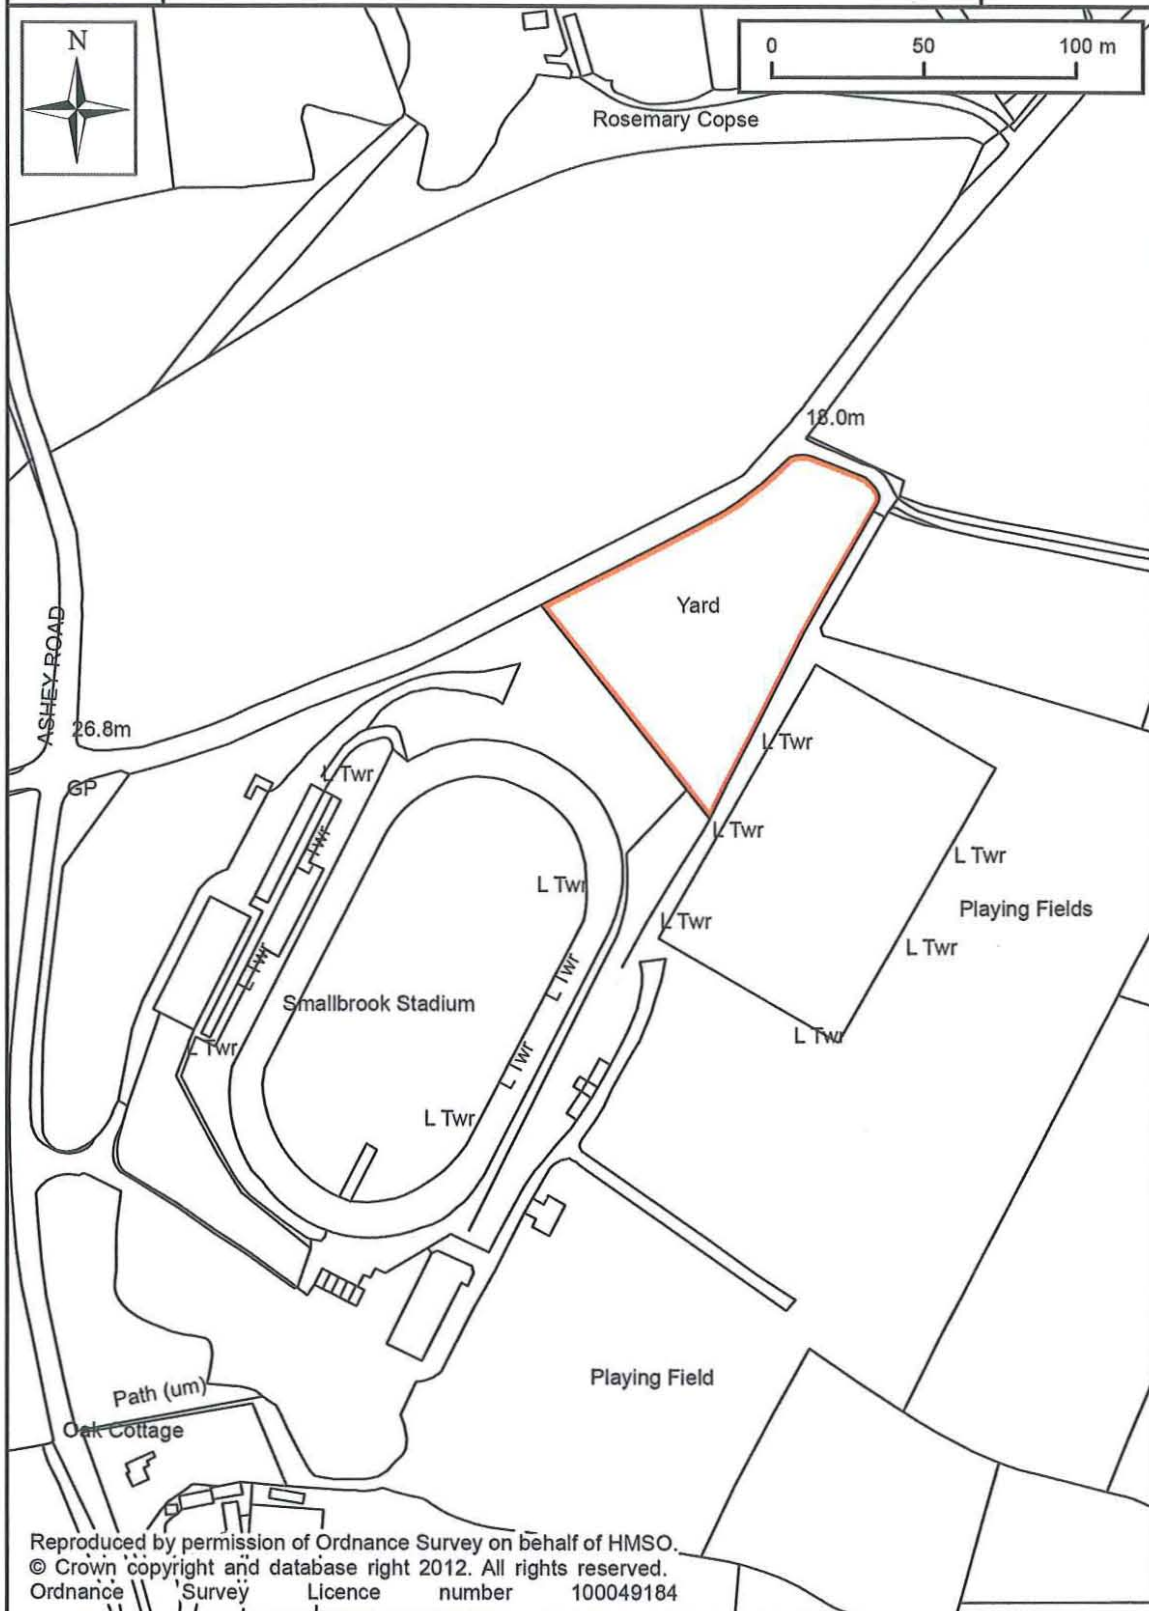 N
0 50 100 m
Rosemary Copse
18.0m
Yard
ASHEY ROAD
26.8m
GP
L Twr
L Twr
L Twr
L Twr
L Twr
L Twr
Playing Fields
L Twr
L Twr
L Twr
L Twr
Smallbrook Stadium
L Twr
L Twr
L Twr
L Twr
Playing Field
Path (um)
Oak Cottage
Reproduced by permission of Ordnance Survey on behalf of HMSO.
© Crown copyright and database right 2012. All rights reserved.
Ordnance Survey Licence number 100049184